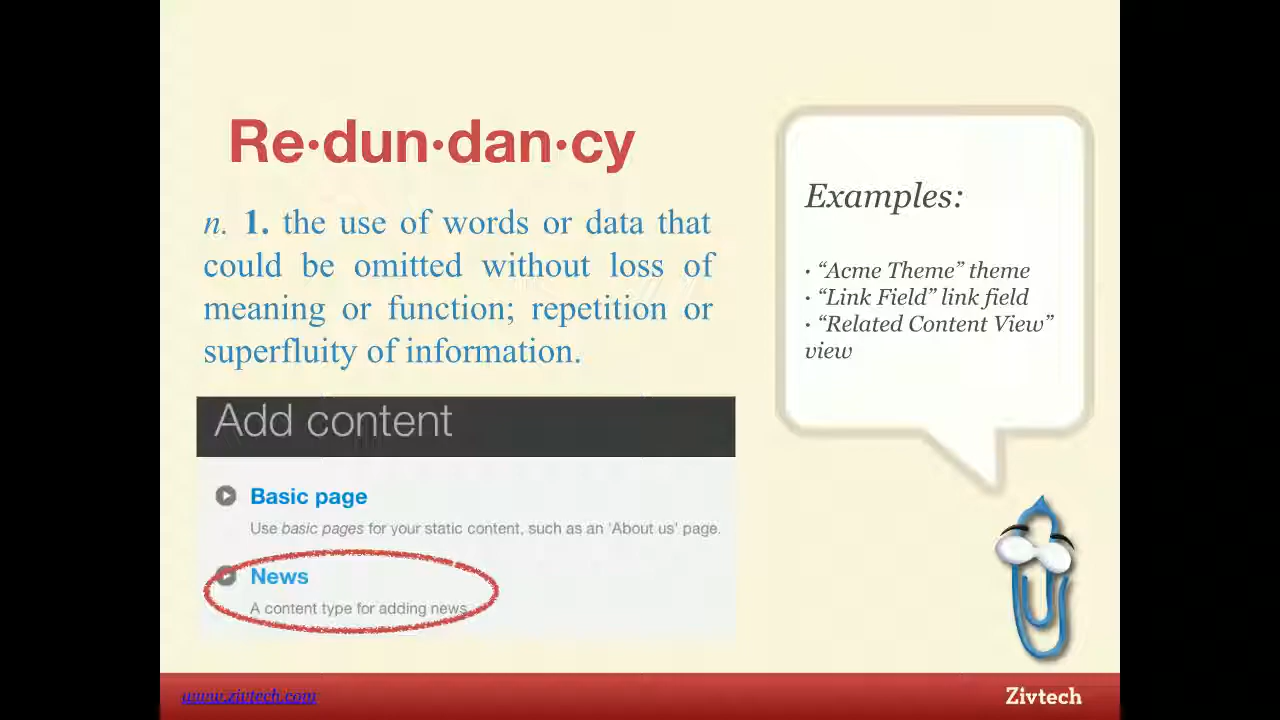 Re·dun·dan·cy
n. 1. the use of words or data that
could be omitted without loss of
meaning or function; repetition or
superfluity of information.
Examples:
• “Acme Theme” theme
• “Link Field” link field
• “Related Content View”
view
Add content
Basic page
Use basic pages for your static content, such as an 'About us' page.
News
A content type for adding news.
www.zivtech.com
Zivtech